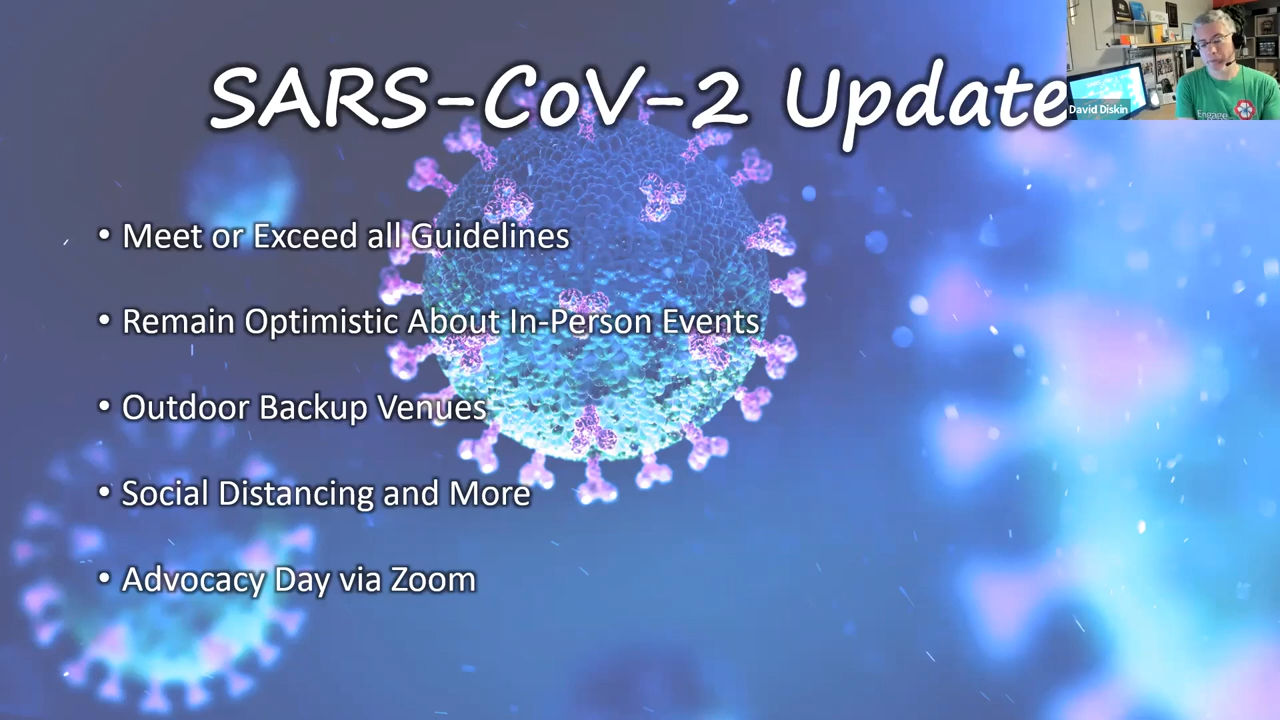 SARS-CoV-2 Update
David Diskin
Engage
• Meet or Exceed all Guidelines
• Remain Optimistic About In-Person Events
• Outdoor Backup Venues
• Social Distancing and More
• Advocacy Day via Zoom